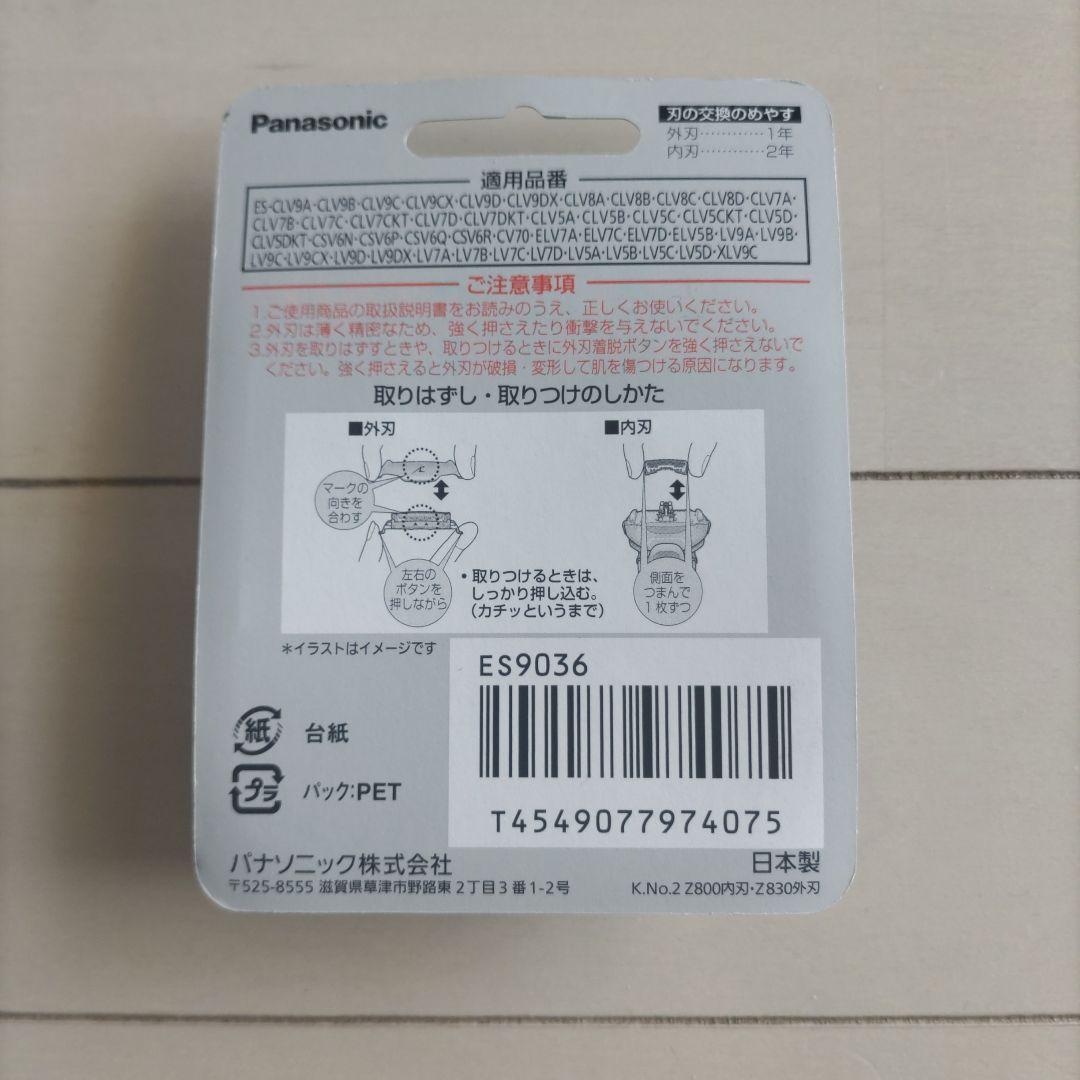 Panasonic
刃の交換のめやす
外刃…………1年
内刃…………2年
適用品番
ES-CLV9A・CLV9B・CLV9C・CLV9CX・CLV9D・CLV9DX・CLV8A・CLV8B・CLV8C・CLV8D・CLV7A・
CLV7B・CLV7C・CLV7CKT・CLV7D・CLV7DKT・CLV5A・CLV5B・CLV5C・CLV5CKT・CLV5D・
CLV5DKT・CSV6N・CSV6P・CSV6Q・CSV6R・CV70・ELV7A・ELV7C・ELV7D・ELV5B・LV9A・LV9B・
LV9C・LV9CX・LV9D・LV9DX・LV7A・LV7B・LV7C・LV7D・LV5A・LV5B・LV5C・LV5D・XLV9C
ご注意事項
1.ご使用商品の取扱説明書をお読みのうえ、正しくお使いください。
2.外刃は薄く精密なため、強く押さえたり衝撃を与えないでください。
3.外刃を取りはずすときや、取りつけるときに外刃着脱ボタンを強く押さえないで
ください。強く押さえると外刃が破損・変形して肌を傷つける原因になります。
取りはずし・取りつけのしかた
■外刃
マークの
向きを
合わす
左右の
ボタンを
押しながら
・取りつけるときは、
しっかり押し込む。
（カチッというまで）
■内刃
側面を
つまんで
1枚ずつ
＊イラストはイメージです
ES9036
T4549077974075
紙 台紙
プラ パック:PET
パナソニック株式会社
〒525-8555 滋賀県草津市野路東2丁目3番1-2号
日本製
K.No.2 Z800内刃・Z830外刃